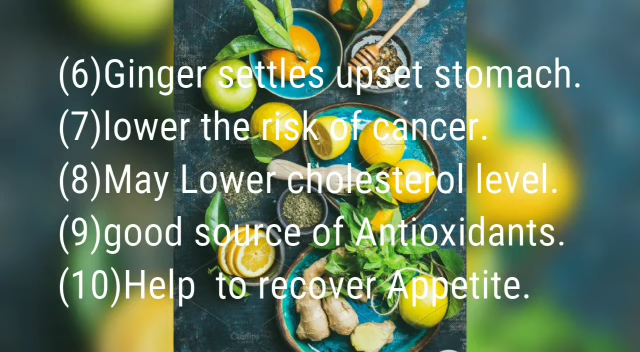 (6)Ginger settles upset stomach.
(7)lower the risk of cancer.
(8)May Lower cholesterol level.
(9)good source of Antioxidants.
(10)Help  to recover Appetite.